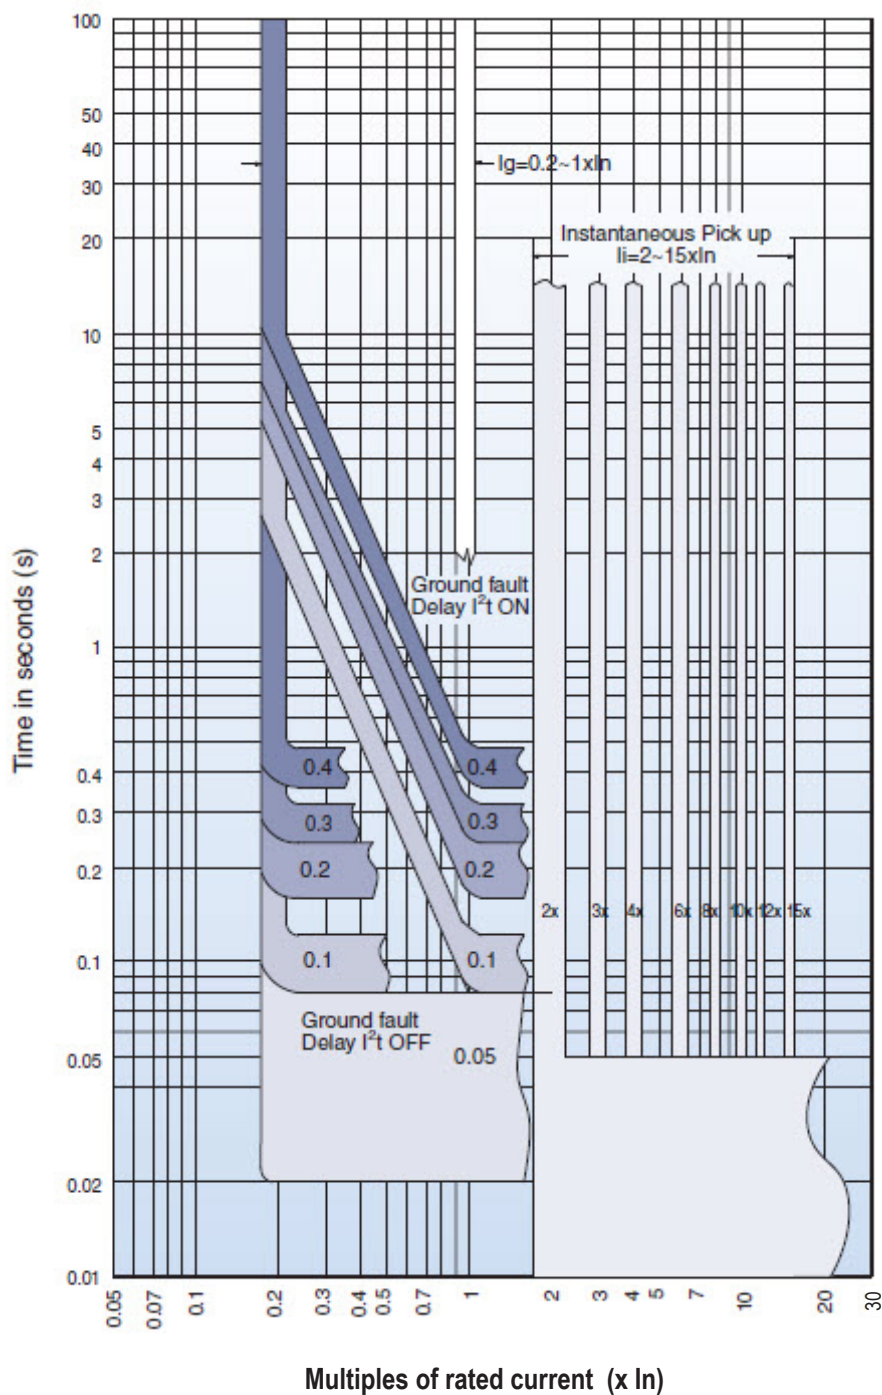 100
50
40
30
20
10
5
4
3
2
1
0.4
0.3
0.2
0.1
0.05
0.02
0.01
Time in seconds (s)
Ig=0.2~1xIn
Instantaneous Pick up
Ii=2~15xIn
Ground fault
Delay I²t ON
0.4
0.3
0.2
0.1
0.4
0.3
0.2
0.1
2x
3x
4x
6x
8x
10x
12x
15x
Ground fault
Delay I²t OFF
0.05
0.05
0.07
0.1
0.2
0.3
0.4
0.5
0.7
1
2
3
4
5
7
10
20
30
Multiples of rated current (x In)